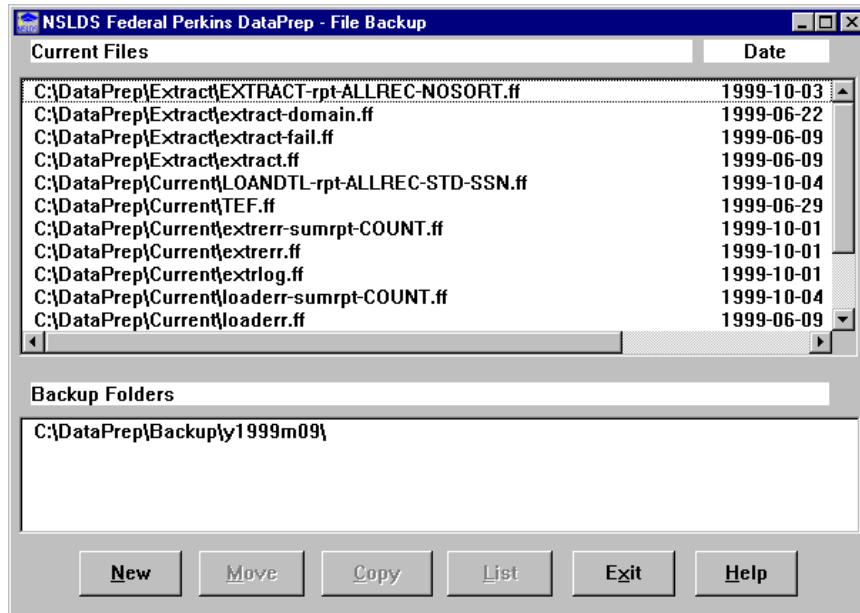 NSLDS Federal Perkins DataPrep - File Backup
Current Files Date
C:\DataPrep\Extract\EXTRACT-rpt-ALLREC-NOSORT.ff 1999-10-03
C:\DataPrep\Extract\extract-domain.ff 1999-06-22
C:\DataPrep\Extract\extract-fail.ff 1999-06-09
C:\DataPrep\Extract\extract.ff 1999-06-09
C:\DataPrep\Current\LOANDTL-rpt-ALLREC-STD-SSN.ff 1999-10-04
C:\DataPrep\Current\TEF.ff 1999-06-29
C:\DataPrep\Current\extrerr-sumrpt-COUNT.ff 1999-10-01
C:\DataPrep\Current\extrerr.ff 1999-10-01
C:\DataPrep\Current\extrlog.ff 1999-10-01
C:\DataPrep\Current\loaderr-sumrpt-COUNT.ff 1999-10-04
C:\DataPrep\Current\loaderr.ff 1999-06-09
Backup Folders
C:\DataPrep\Backup\y1999m09\
New Move Copy List Exit Help